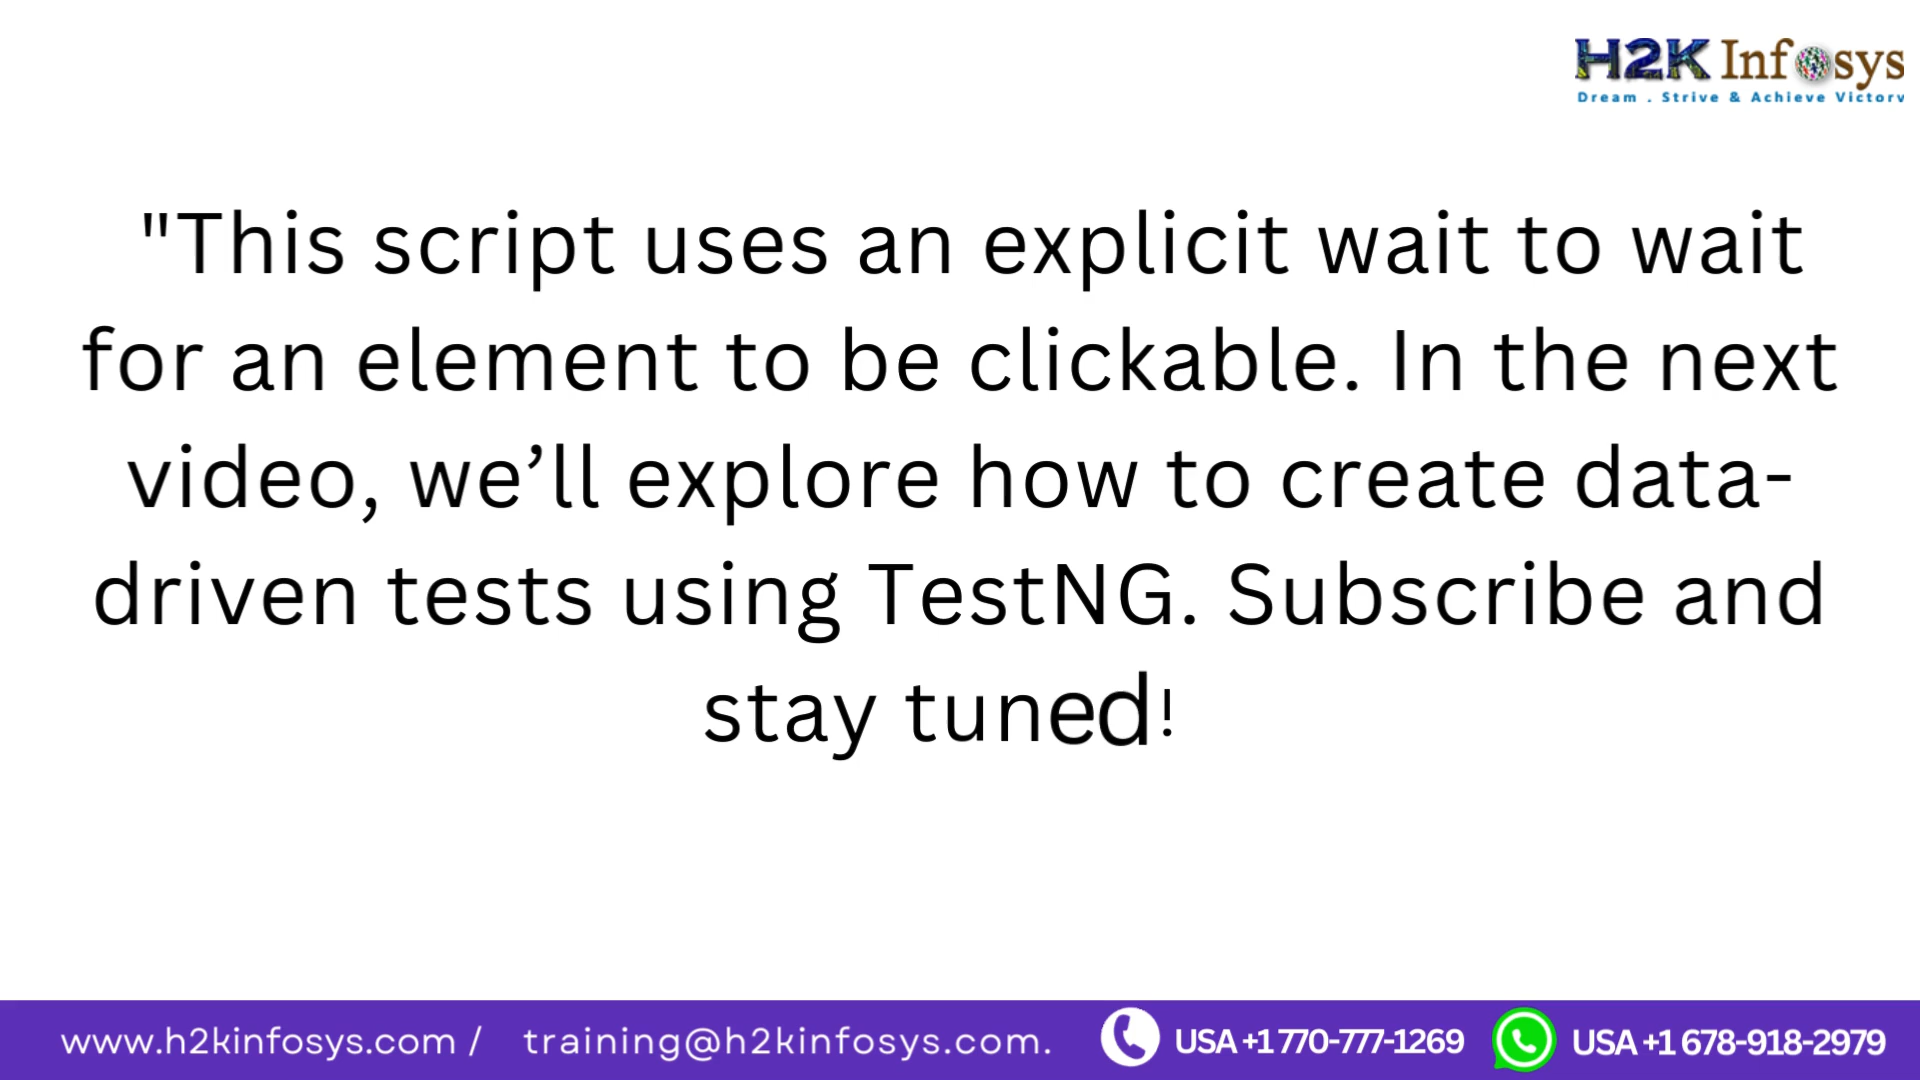 H2K Infosys
Dream . Strive & Achieve Victory
"This script uses an explicit wait to wait
for an element to be clickable. In the next
video, we’ll explore how to create data-
driven tests using TestNG. Subscribe and
stay tuned!
www.h2kinfosys.com / training@h2kinfosys.com. USA +1 770-777-1269 USA +1 678-918-2979